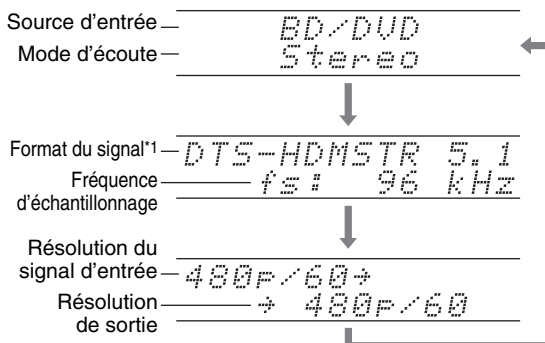 Source d'entrée
BD/DVD
Mode d'écoute
Stereo
Format du signal*1
DTS-HDMSTR 5.1
Fréquence
d'échantillonnage
fs: 96 kHz
Résolution du
signal d'entrée
480p/60→
Résolution
de sortie
→ 480p/60